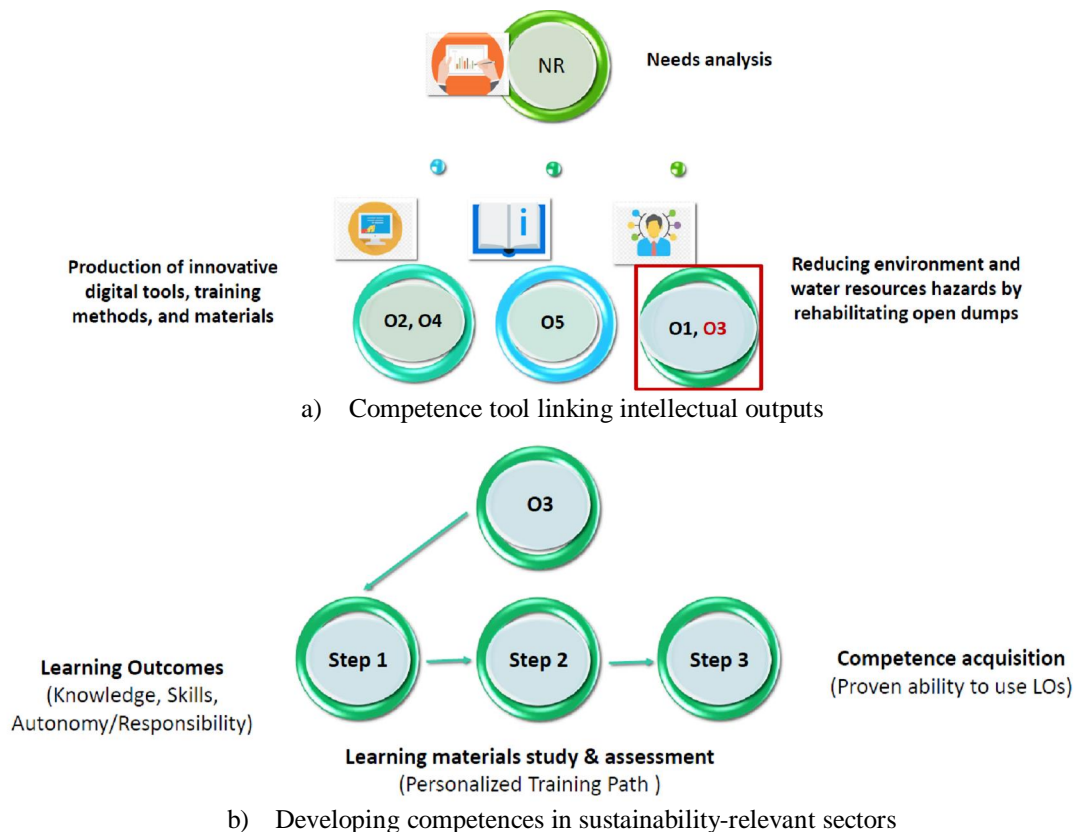 NR
Needs analysis
i
Production of innovative
digital tools, training
methods, and materials
O2, O4
O5
O1, O3
Reducing environment and
water resources hazards by
rehabilitating open dumps
a) Competence tool linking intellectual outputs
O3
Learning Outcomes
(Knowledge, Skills,
Autonomy/Responsibility)
Step 1
Step 2
Step 3
Competence acquisition
(Proven ability to use LOs)
Learning materials study & assessment
(Personalized Training Path )
b) Developing competences in sustainability-relevant sectors